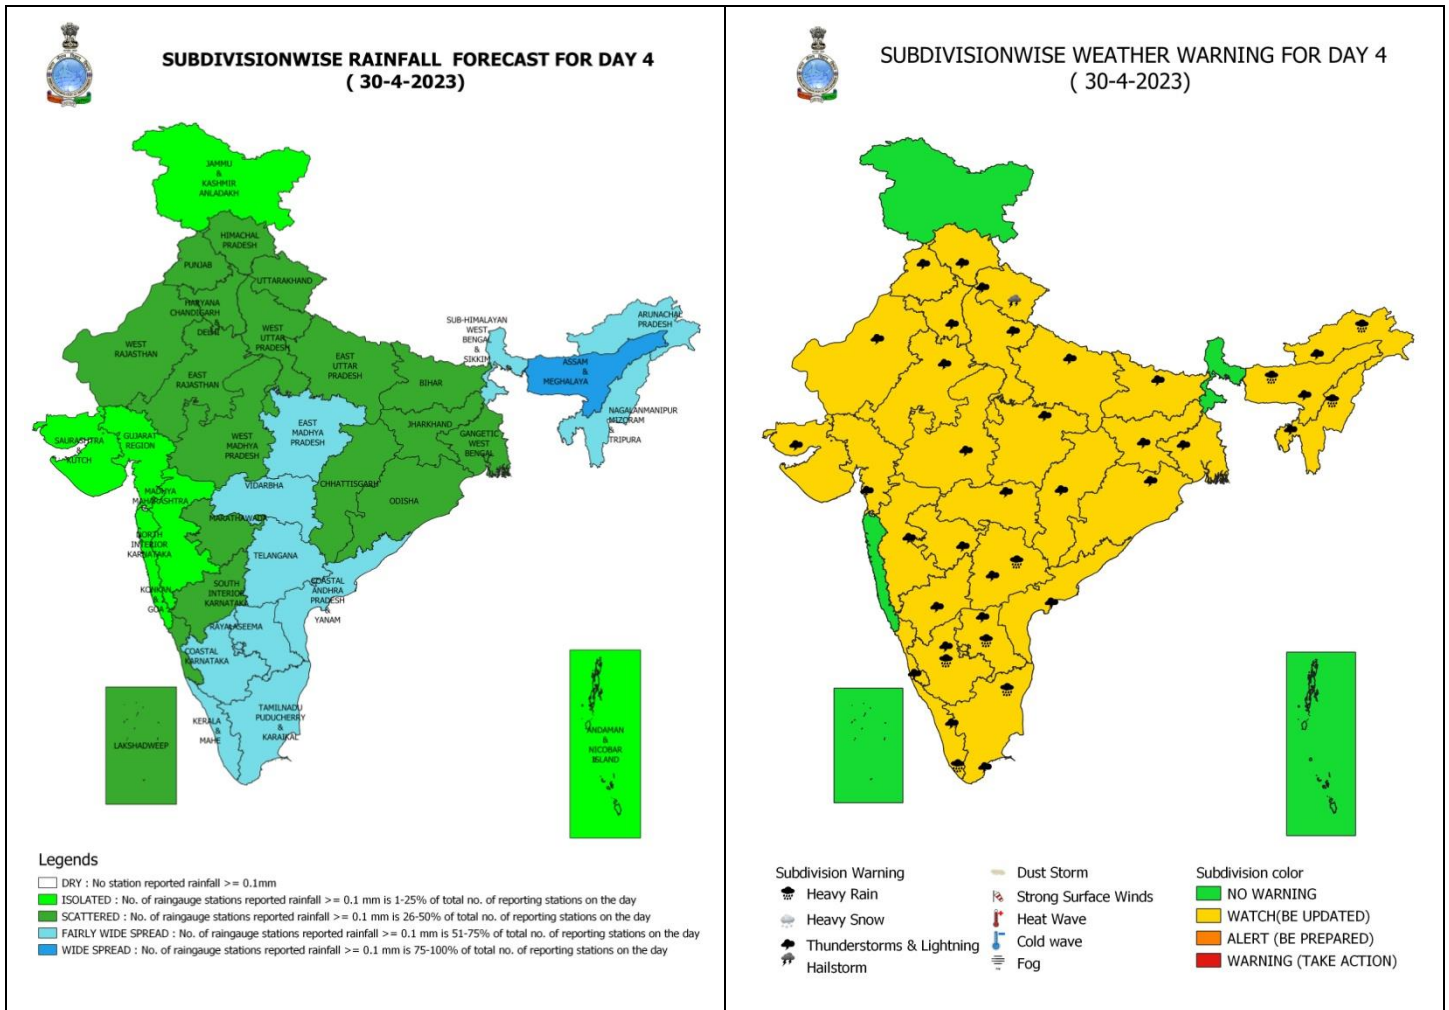 SUBDIVISIONWISE RAINFALL FORECAST FOR DAY 4
( 30-4-2023)
JAMMU
&
KASHMIR
ANLADAKH
HIMACHAL
PRADESH
PUNJAB
UTTARAKHAND
HARYANA
CHANDIGARH
&
DELHI
WEST
UTTAR
PRADESH
WEST
RAJASTHAN
EAST
UTTAR
PRADESH
EAST
RAJASTHAN
BIHAR
SUB-HIMALAYAN
WEST
BENGAL
&
SIKKIM
ARUNACHAL
PRADESH
ASSAM
&
MEGHALAYA
NAGALANMANIPUR
MIZORAM
&
TRIPURA
SAURASHTRA
&
KUTCH
GUJARAT
REGION
WEST
MADHYA
PRADESH
EAST
MADHYA
PRADESH
JHARKHAND
GANGETIC
WEST
BENGAL
MADHYA
MAHARASHTRA
VIDARBHA
CHHATTISGARH
ODISHA
MARATHAWADA
NORTH
INTERIOR
KARNATAKA
TELANGANA
KONKAN
&
GOA
SOUTH
INTERIOR
KARNATAKA
COASTAL
ANDHRA
PRADESH
&
YANAM
RAYALASEEMA
COASTAL
KARNATAKA
KERALA
&
MAHE
TAMILNADU
PUDUCHERRY
&
KARAIKAL
LAKSHADWEEP
ANDAMAN
&
NICOBAR
ISLAND
Legends
DRY : No station reported rainfall >= 0.1mm
ISOLATED : No. of raingauge stations reported rainfall >= 0.1 mm is 1-25% of total no. of reporting stations on the day
SCATTERED : No. of raingauge stations reported rainfall >= 0.1 mm is 26-50% of total no. of reporting stations on the day
FAIRLY WIDE SPREAD : No. of raingauge stations reported rainfall >= 0.1 mm is 51-75% of total no. of reporting stations on the day
WIDE SPREAD : No. of raingauge stations reported rainfall >= 0.1 mm is 75-100% of total no. of reporting stations on the day
SUBDIVISIONWISE WEATHER WARNING FOR DAY 4
( 30-4-2023)
Subdivision Warning
Heavy Rain
Heavy Snow
Thunderstorms & Lightning
Hailstorm
Dust Storm
Strong Surface Winds
Heat Wave
Cold wave
Fog
Subdivision color
NO WARNING
WATCH(BE UPDATED)
ALERT (BE PREPARED)
WARNING (TAKE ACTION)